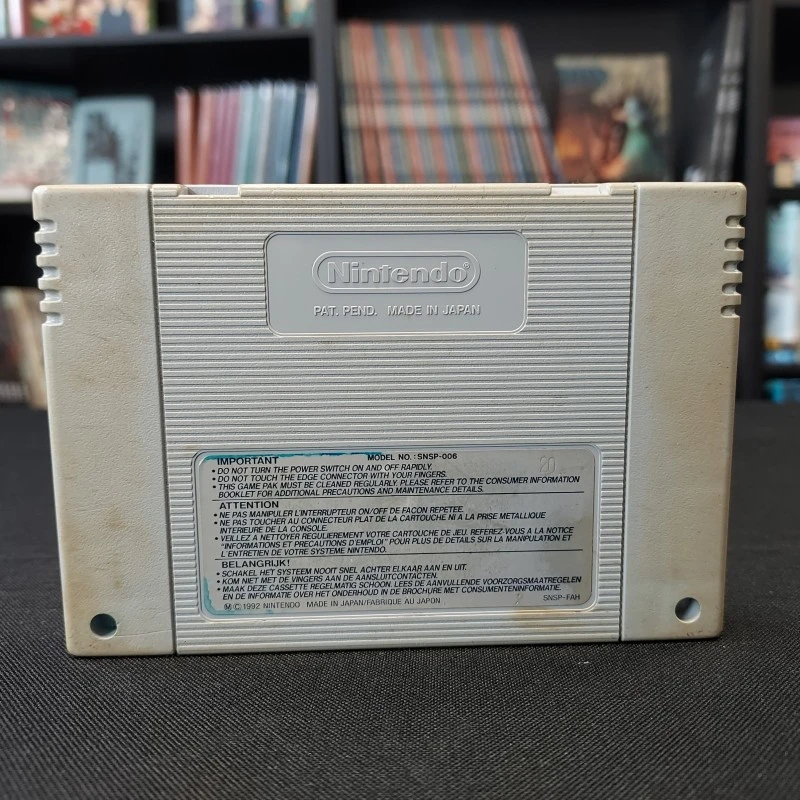 Nintendo®
PAT. PEND. MADE IN JAPAN
IMPORTANT MODEL NO. : SNSP-006
• DO NOT TURN THE POWER SWITCH ON AND OFF RAPIDLY.
• DO NOT TOUCH THE EDGE CONNECTOR WITH YOUR FINGERS.
• THIS GAME PAK MUST BE CLEANED REGULARLY. PLEASE REFER TO THE CONSUMER INFORMATION
BOOKLET FOR ADDITIONAL PRECAUTIONS AND MAINTENANCE DETAILS.
ATTENTION
• NE PAS MANIPULER L'INTERRUPTEUR ON/OFF DE FACON REPETEE.
• NE PAS TOUCHER AU CONNECTEUR PLAT DE LA CARTOUCHE NI A LA PRISE METALLIQUE
INTERIEURE DE LA CONSOLE.
• VEILLEZ A NETTOYER REGULIEREMENT VOTRE CARTOUCHE DE JEU. REFEREZ VOUS A LA NOTICE
"INFORMATIONS ET PRECAUTIONS D'EMPLOI" POUR PLUS DE DETAILS SUR LA MANIPULATION ET
L'ENTRETIEN DE VOTRE SYSTEME NINTENDO.
BELANGRIJK!
• SCHAKEL HET SYSTEEM NOOIT SNEL ACHTER ELKAAR AAN EN UIT.
• KOM NIET MET DE VINGERS AAN DE AANSLUITCONTACTEN.
• MAAK DEZE CASSETTE REGELMATIG SCHOON. LEES DE AANVULLENDE VOORZORGSMAATREGELEN
EN DE INFORMATIE OVER HET ONDERHOUD IN DE BROCHURE MET CONSUMENTENINFORMATIE.
Ⓜ © 1992 NINTENDO MADE IN JAPAN/FABRIQUE AU JAPON SNSP-FAH